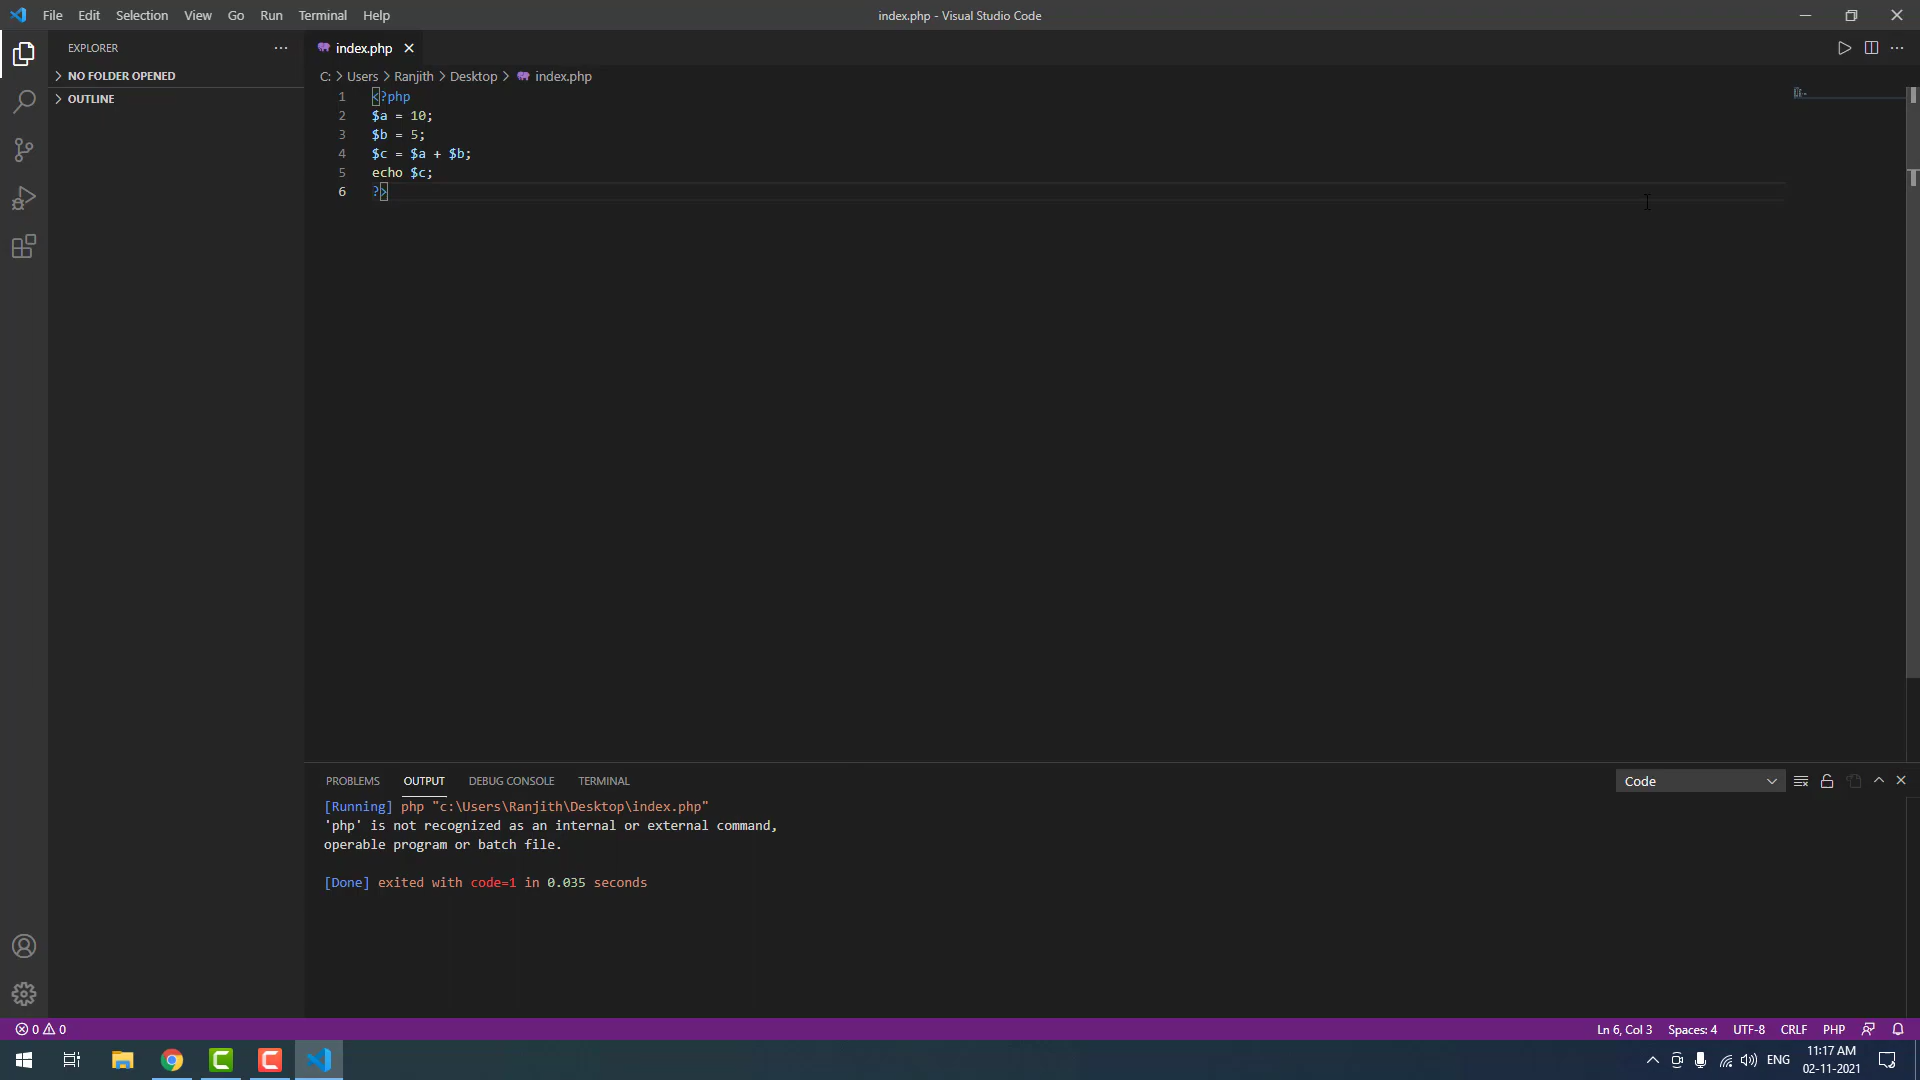 File Edit Selection View Go Run Terminal Help
index.php - Visual Studio Code
EXPLORER
NO FOLDER OPENED
OUTLINE
index.php
C: > Users > Ranjith > Desktop > index.php
1 <?php
2 $a = 10;
3 $b = 5;
4 $c = $a + $b;
5 echo $c;
6 ?>
PROBLEMS OUTPUT DEBUG CONSOLE TERMINAL
Code
[Running] php "c:\Users\Ranjith\Desktop\index.php"
'php' is not recognized as an internal or external command,
operable program or batch file.
[Done] exited with code=1 in 0.035 seconds
0 0
Ln 6, Col 3 Spaces: 4 UTF-8 CRLF PHP
ENG
11:17 AM
02-11-2021